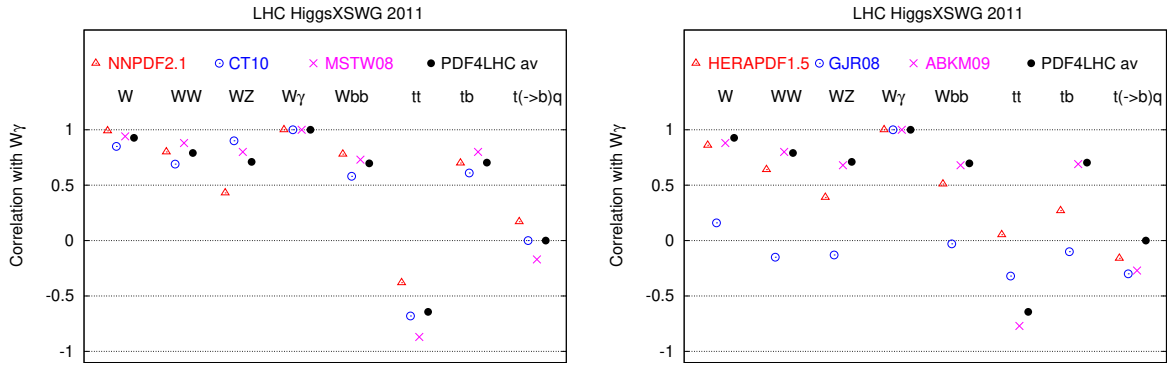 LHC HiggsXSWG 2011
NNPDF2.1 CT10 MSTW08 PDF4LHC av
W WW WZ Wγ Wbb tt tb t(->b)q
Correlation with Wγ
1
0.5
0
-0.5
-1
LHC HiggsXSWG 2011
HERAPDF1.5 GJR08 ABKM09 PDF4LHC av
W WW WZ Wγ Wbb tt tb t(->b)q
Correlation with Wγ
1
0.5
0
-0.5
-1